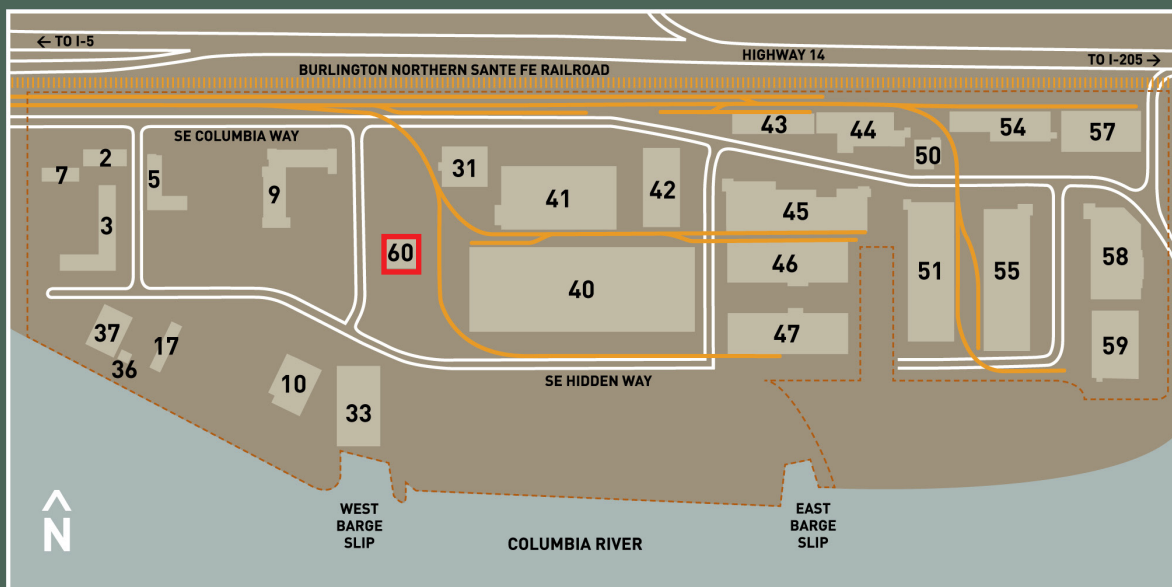 ← TO I-5
HIGHWAY 14
TO I-205 →
BURLINGTON NORTHERN SANTE FE RAILROAD
SE COLUMBIA WAY
43
44
54
57
50
2
7
5
9
31
41
42
45
3
60
40
46
51
55
58
37
36
17
10
33
47
59
SE HIDDEN WAY
WEST
BARGE
SLIP
EAST
BARGE
SLIP
COLUMBIA RIVER
N